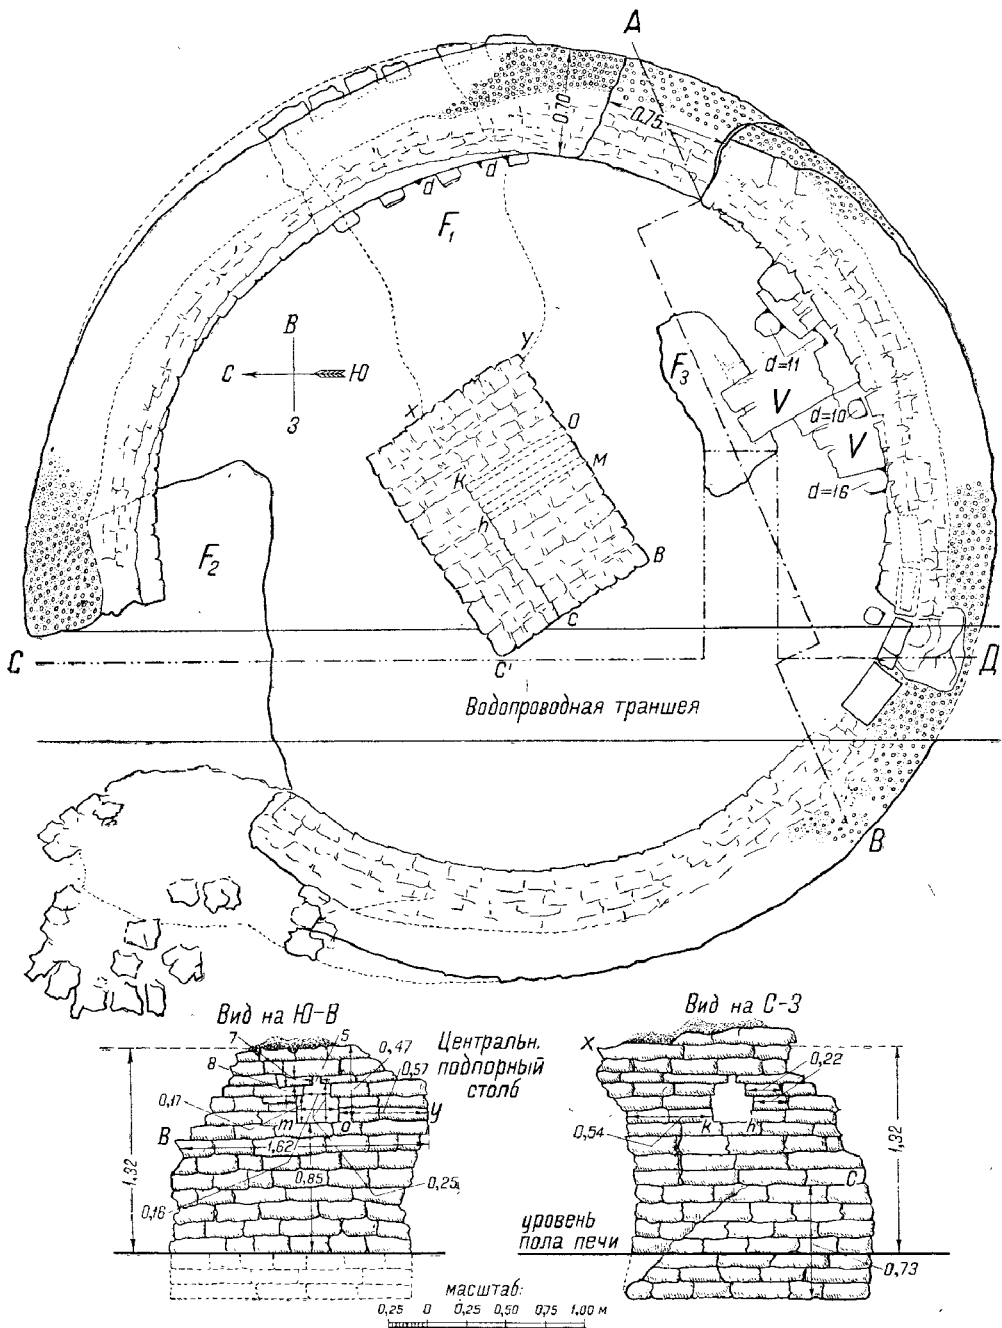 А
0.70
0.75
d
d
F₁
В
С Ю
З
У
F₃
d=11
V
х
О
d=10
К
М
V
h
d=16
F₂
В
С
С
С'
Д
Водопроводная траншея
В
Вид на Ю-В
Вид на С-З
7
5
Центральн.
подпорный
столб
0,47
х
0,22
8
0,57
0,17
m
о
У
0,54
k
h
В
1,62
1,32
1,32
0,85
С
0,25
0,16
уровень
пола печи
0,73
масштаб:
0,25 0 0,25 0,50 0,75 1,00 м